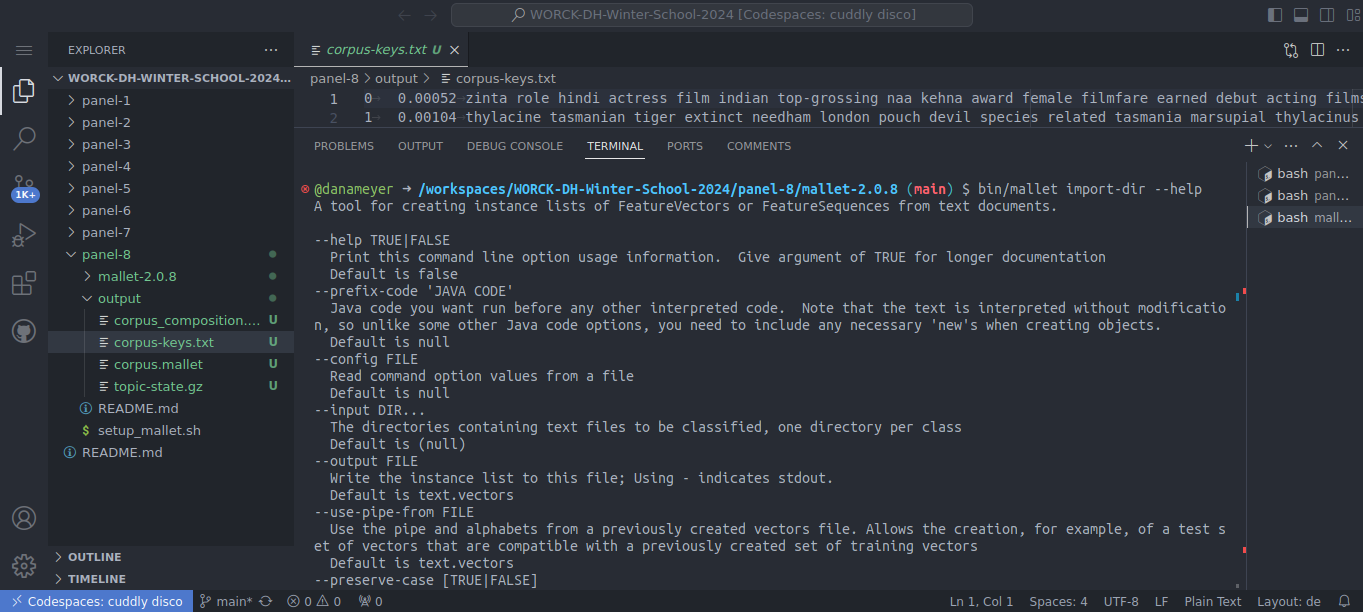 WORCK-DH-Winter-School-2024 [Codespaces: cuddly disco]
EXPLORER
corpus-keys.txt U
WORCK-DH-WINTER-SCHOOL-2024...
panel-1
panel-2
panel-3
panel-4
panel-5
panel-6
panel-7
panel-8
mallet-2.0.8
output
corpus_composition.... U
corpus-keys.txt U
corpus.mallet U
topic-state.gz U
README.md
$ setup_mallet.sh
README.md
OUTLINE
TIMELINE
1K+
panel-8 > output > corpus-keys.txt
1 0 0.00052 zinta role hindi actress film indian top-grossing naa kehna award female filmfare earned debut acting films
2 1 0.00104 thylacine tasmanian tiger extinct needham london pouch devil species related tasmania marsupial thylacinus
PROBLEMS OUTPUT DEBUG CONSOLE TERMINAL PORTS COMMENTS
@danameyer ➜ /workspaces/WORCK-DH-Winter-School-2024/panel-8/mallet-2.0.8 (main) $ bin/mallet import-dir --help
A tool for creating instance lists of FeatureVectors or FeatureSequences from text documents.
--help TRUE|FALSE
Print this command line option usage information.  Give argument of TRUE for longer documentation
Default is false
--prefix-code 'JAVA CODE'
Java code you want run before any other interpreted code.  Note that the text is interpreted without modificatio
n, so unlike some other Java code options, you need to include any necessary 'new's when creating objects.
Default is null
--config FILE
Read command option values from a file
Default is null
--input DIR...
The directories containing text files to be classified, one directory per class
Default is (null)
--output FILE
Write the instance list to this file; Using - indicates stdout.
Default is text.vectors
--use-pipe-from FILE
Use the pipe and alphabets from a previously created vectors file. Allows the creation, for example, of a test s
et of vectors that are compatible with a previously created set of training vectors
Default is text.vectors
--preserve-case [TRUE|FALSE]
bash pan...
bash pan...
bash mall...
Codespaces: cuddly disco main* 0 0 0 Ln 1, Col 1 Spaces: 4 UTF-8 LF Plain Text Layout: de